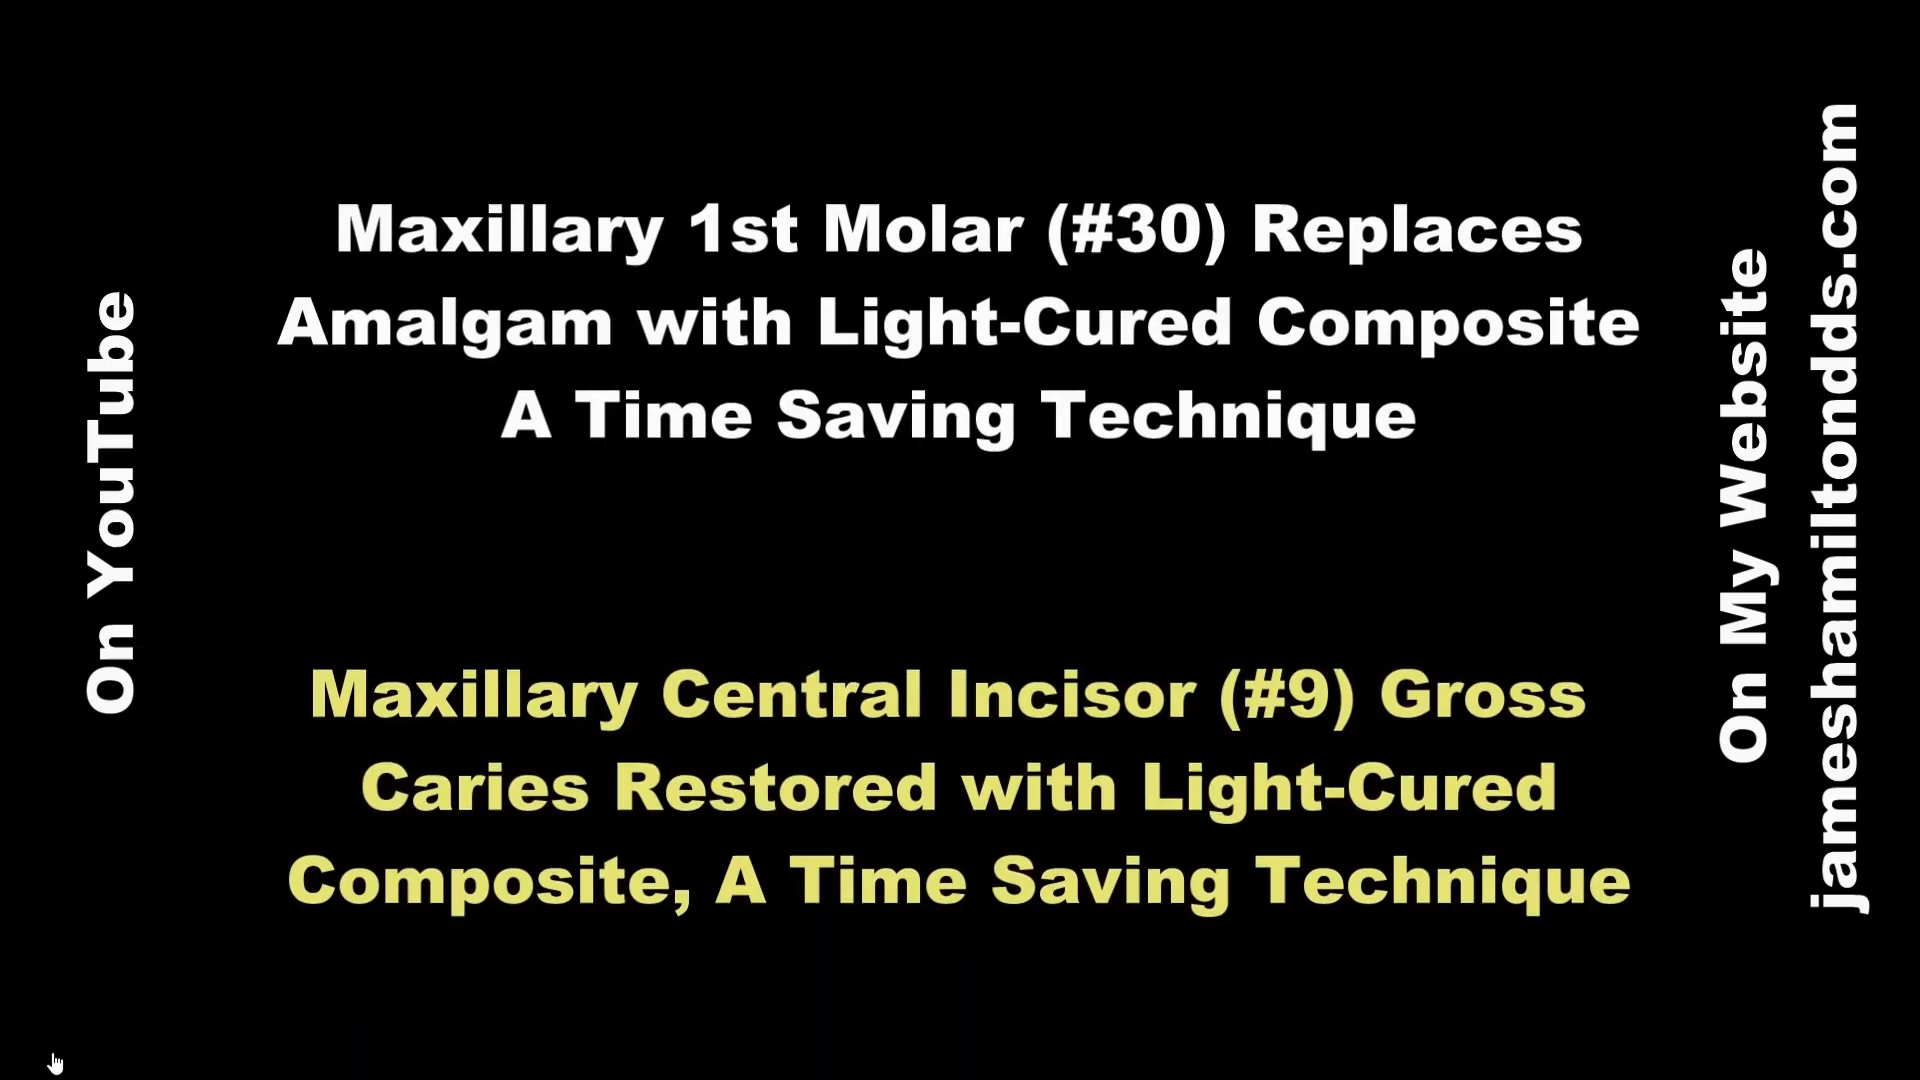 On YouTube
Maxillary 1st Molar (#30) Replaces
Amalgam with Light-Cured Composite
A Time Saving Technique
Maxillary Central Incisor (#9) Gross
Caries Restored with Light-Cured
Composite, A Time Saving Technique
On My Website
jameshamiltondds.com